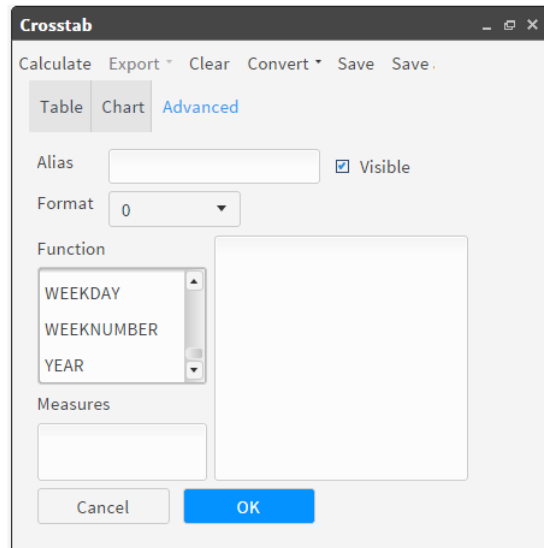 Crosstab
Calculate Export Clear Convert Save Save
Table Chart Advanced
Alias Visible
Format 0
Function
WEEKDAY
WEEKNUMBER
YEAR
Measures
Cancel OK